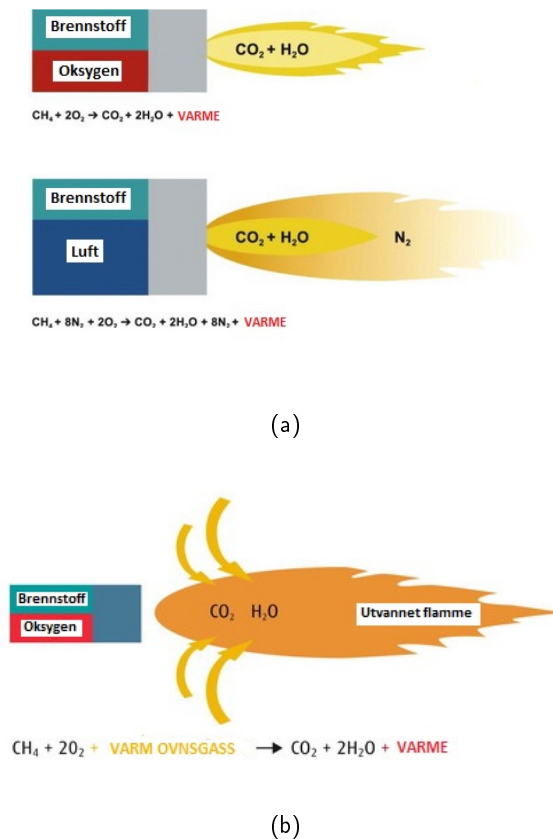 Brennstoff
CO₂ + H₂O
Oksygen
CH₄ + 2O₂ → CO₂ + 2H₂O + VARME
Brennstoff
CO₂ + H₂O
N₂
Luft
CH₄ + 8N₂ + 2O₂ → CO₂ + 2H₂O + 8N₂ + VARME
(a)
Brennstoff
CO₂ H₂O
Utvannet flamme
Oksygen
CH₄ + 2O₂ + VARM OVNSGASS → CO₂ + 2H₂O + VARME
(b)